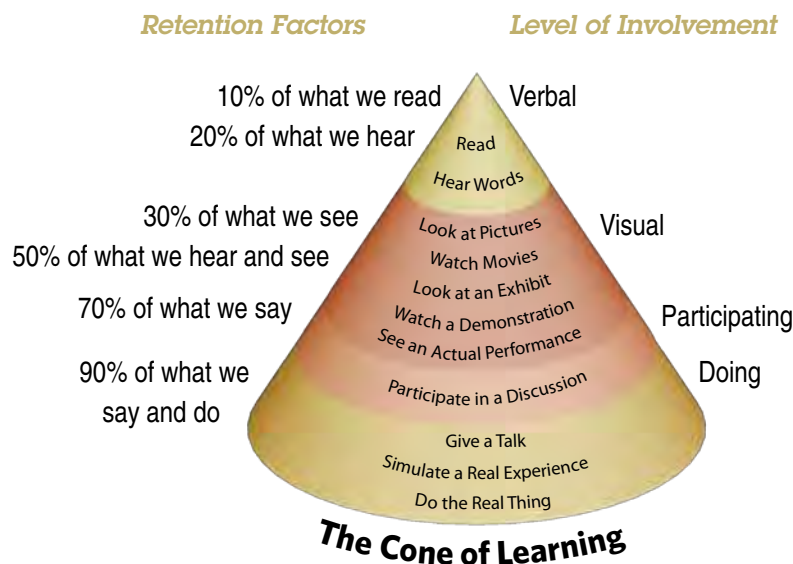 Retention Factors
Level of Involvement
10% of what we read
Verbal
20% of what we hear
Read
Hear Words
30% of what we see
Look at Pictures
Visual
50% of what we hear and see
Watch Movies
Look at an Exhibit
70% of what we say
Watch a Demonstration
Participating
See an Actual Performance
90% of what we
say and do
Participate in a Discussion
Doing
Give a Talk
Simulate a Real Experience
Do the Real Thing
The Cone of Learning